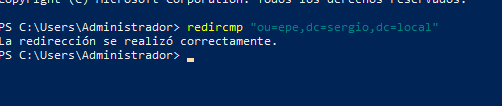 Copyright (C) Microsoft Corporation. Todos los derechos reservados.
PS C:\Users\Administrador> redircmp "ou=epe,dc=sergio,dc=local"
La redirección se realizó correctamente.
PS C:\Users\Administrador>